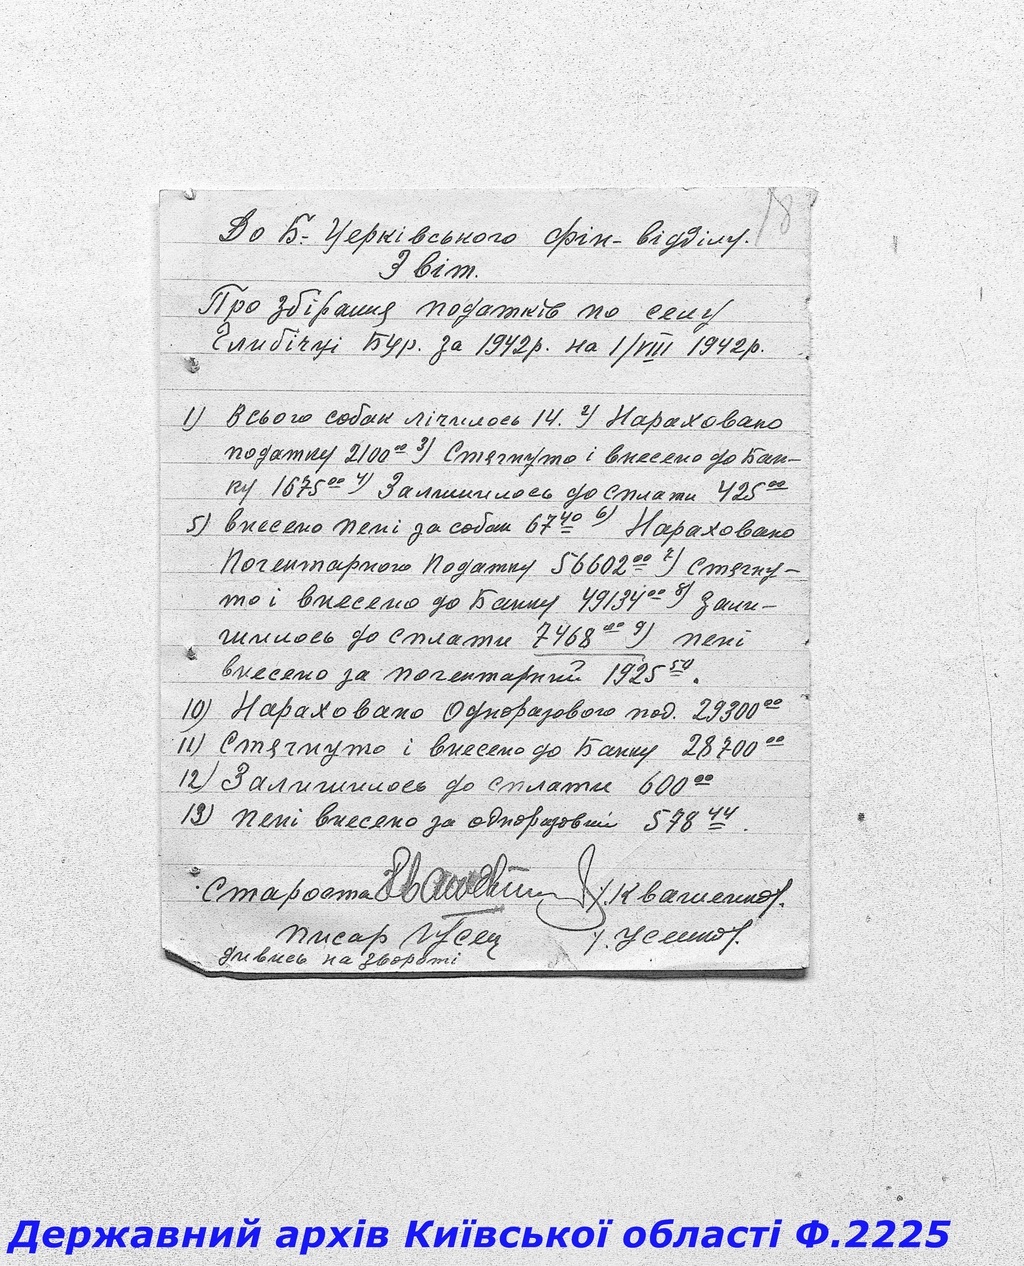 18
До Б-Церківського фін-відділу.
Звіт.
Про збірання податків по селу
Глибічці Бур. за 1942р. на 1/VIII 1942р.
1) Всього собак лічилось 14. 2) Нараховано
податку 2100 00 3) Стягнуто і внесено до Бан-
ку 1675 00 4) Залишилось до сплати 425 00
5) внесено пені за собак 67 40 6) Нараховано
Погектарного Податку 56602 00 7) Стягну-
то і внесено до Банку 49134 00 8) Зали-
шилось до сплати 7468 00 9) пені
внесено за погектарний 1925 50.
10) Нараховано Одноразового под. 29300 00
11) Стягнуто і внесено до Банку 28700 00
12) Залишилось до сплати 600 00
13) пені внесено за одноразовий 578 44.
Староста /Квашенко/.
Писар Усен /Усенко/.
дивись на звороті
Державний архів Київської області Ф.2225